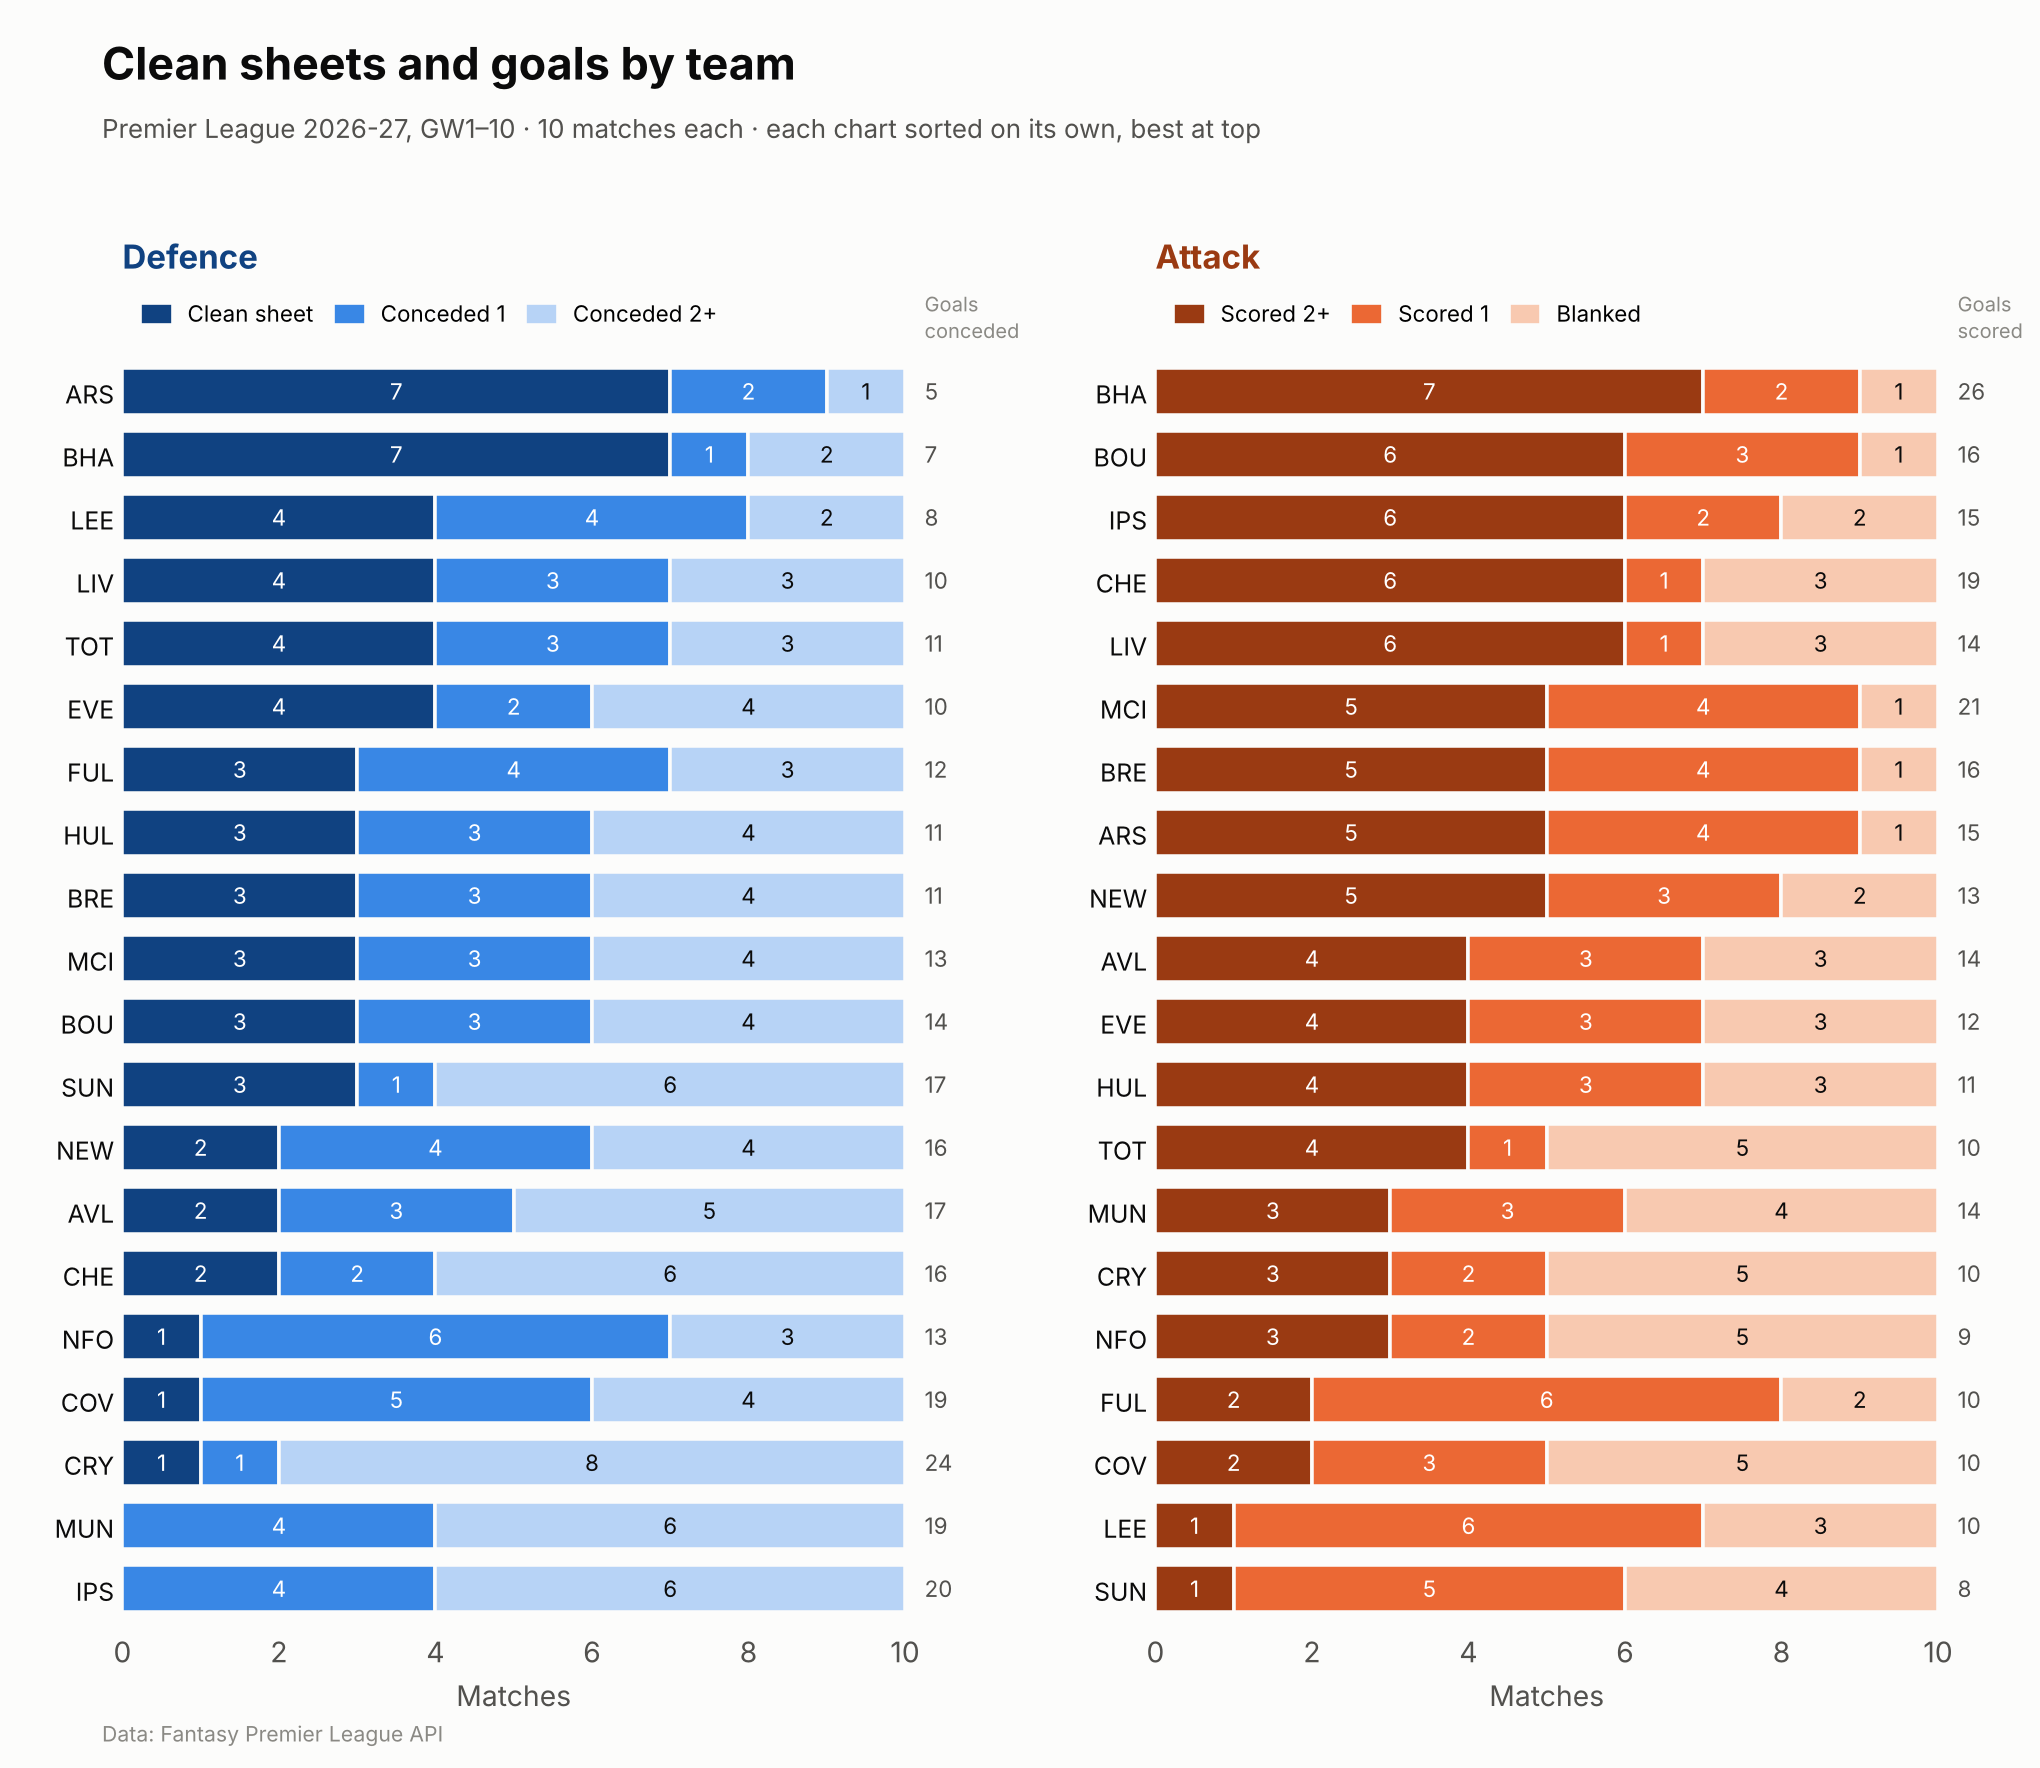 Clean sheets and goals by team
Premier League 2026-27, GW1–10 · 10 matches each · each chart sorted on its own, best at top
Defence
Clean sheet Conceded 1 Conceded 2+
Goals
conceded
ARS 7 2 1 5
BHA 7 1 2 7
LEE 4 4 2 8
LIV 4 3 3 10
TOT 4 3 3 11
EVE 4 2 4 10
FUL 3 4 3 12
HUL 3 3 4 11
BRE 3 3 4 11
MCI 3 3 4 13
BOU 3 3 4 14
SUN 3 1 6 17
NEW 2 4 4 16
AVL 2 3 5 17
CHE 2 2 6 16
NFO 1 6 3 13
COV 1 5 4 19
CRY 1 1 8 24
MUN 4 6 19
IPS 4 6 20
0 2 4 6 8 10
Matches
Attack
Scored 2+ Scored 1 Blanked
Goals
scored
BHA 7 2 1 26
BOU 6 3 1 16
IPS 6 2 2 15
CHE 6 1 3 19
LIV 6 1 3 14
MCI 5 4 1 21
BRE 5 4 1 16
ARS 5 4 1 15
NEW 5 3 2 13
AVL 4 3 3 14
EVE 4 3 3 12
HUL 4 3 3 11
TOT 4 1 5 10
MUN 3 3 4 14
CRY 3 2 5 10
NFO 3 2 5 9
FUL 2 6 2 10
COV 2 3 5 10
LEE 1 6 3 10
SUN 1 5 4 8
0 2 4 6 8 10
Matches
Data: Fantasy Premier League API